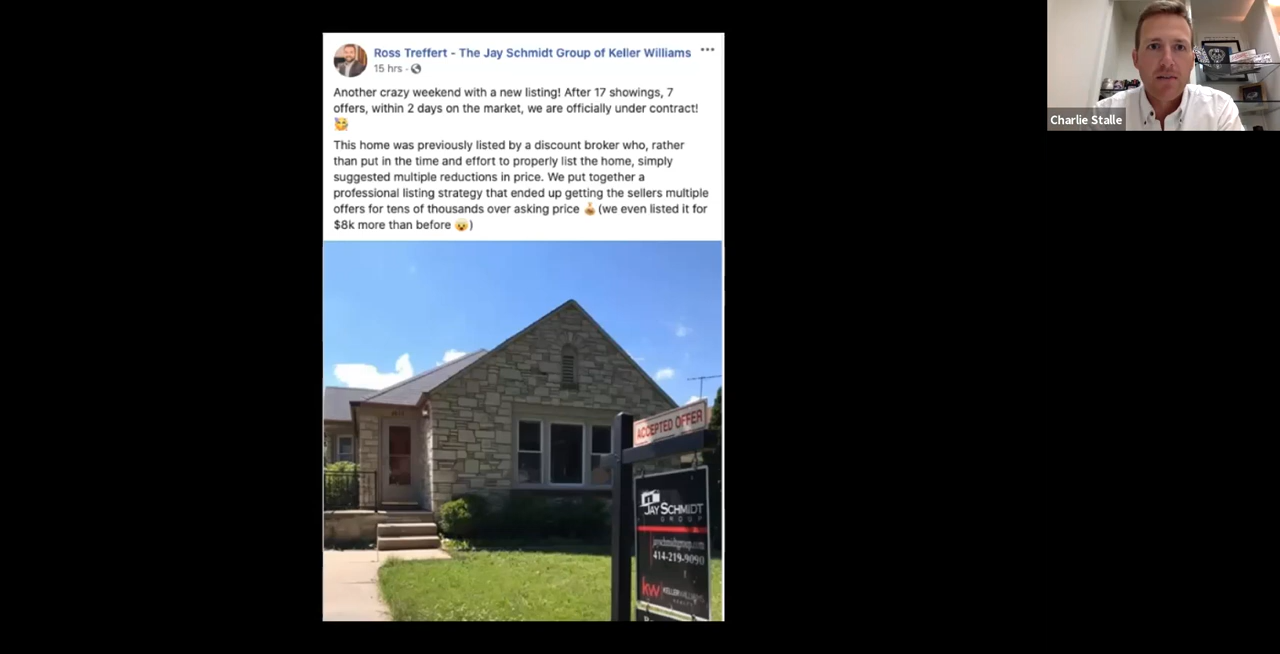 Ross Treffert - The Jay Schmidt Group of Keller Williams
15 hrs ·
Another crazy weekend with a new listing! After 17 showings, 7
offers, within 2 days on the market, we are officially under contract!
🥳
This home was previously listed by a discount broker who, rather
than put in the time and effort to properly list the home, simply
suggested multiple reductions in price. We put together a
professional listing strategy that ended up getting the sellers multiple
offers for tens of thousands over asking price 💰 (we even listed it for
$8k more than before 😮)
Charlie Stalle
ACCEPTED OFFER
JAY SCHMIDT
GROUP
jayschmidtgroup.com
414-219-9090
kw KELLERWILLIAMS